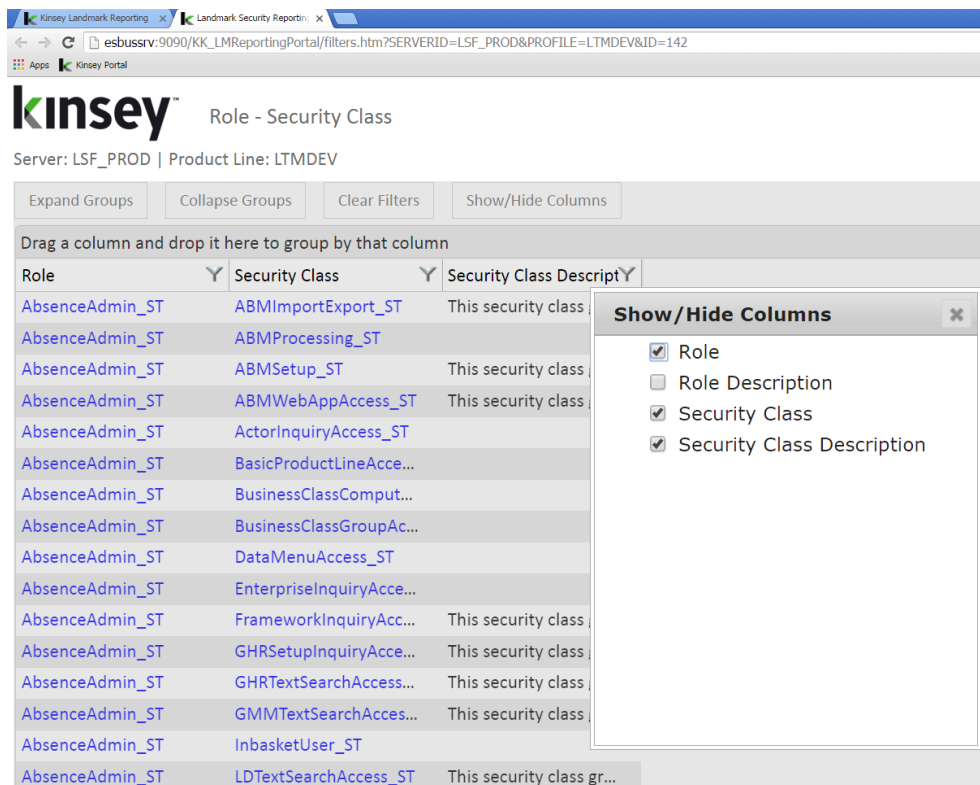 Kinsey Landmark Reporting
Landmark Security Reporting
esbussrv:9090/KK_LMReportingPortal/filters.htm?SERVERID=LSF_PROD&PROFILE=LTMDEV&ID=142
Apps Kinsey Portal
kinsey™ Role - Security Class
Server: LSF_PROD | Product Line: LTMDEV
Expand Groups Collapse Groups Clear Filters Show/Hide Columns
Drag a column and drop it here to group by that column
Role Security Class Security Class Descript
AbsenceAdmin_ST ABMImportExport_ST This security class g
AbsenceAdmin_ST ABMProcessing_ST
AbsenceAdmin_ST ABMSetup_ST This security class g
AbsenceAdmin_ST ABMWebAppAccess_ST This security class g
AbsenceAdmin_ST ActorInquiryAccess_ST
AbsenceAdmin_ST BasicProductLineAcce...
AbsenceAdmin_ST BusinessClassComput...
AbsenceAdmin_ST BusinessClassGroupAc...
AbsenceAdmin_ST DataMenuAccess_ST
AbsenceAdmin_ST EnterpriseInquiryAcce...
AbsenceAdmin_ST FrameworkInquiryAcc... This security class g
AbsenceAdmin_ST GHRSetupInquiryAcce... This security class g
AbsenceAdmin_ST GHRTextSearchAccess... This security class g
AbsenceAdmin_ST GMMTextSearchAcces... This security class g
AbsenceAdmin_ST InbasketUser_ST
AbsenceAdmin_ST LDTextSearchAccess_ST This security class gr...
Show/Hide Columns
Role
Role Description
Security Class
Security Class Description